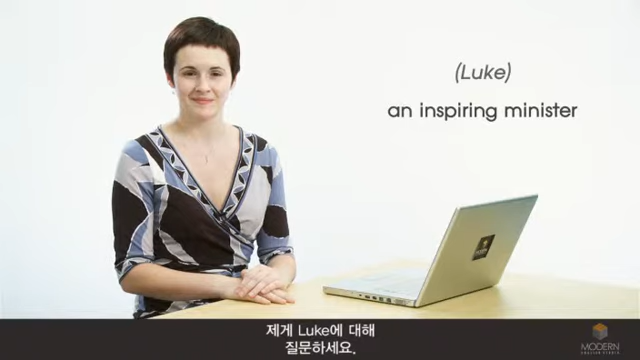 (Luke)
an inspiring minister
제게 Luke에 대해
질문하세요.
MODERN